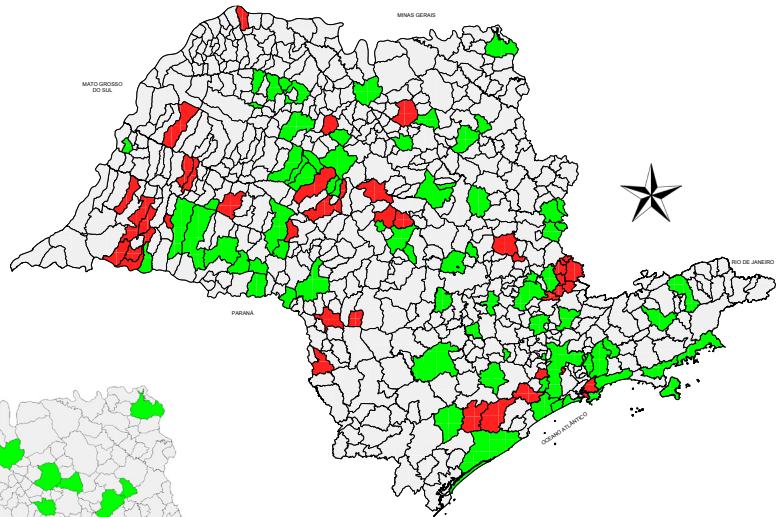 MINAS GERAIS
MATO GROSSO
DO SUL
RIO DE JANEIRO
PARANÁ
OCEANO ATLÂNTICO